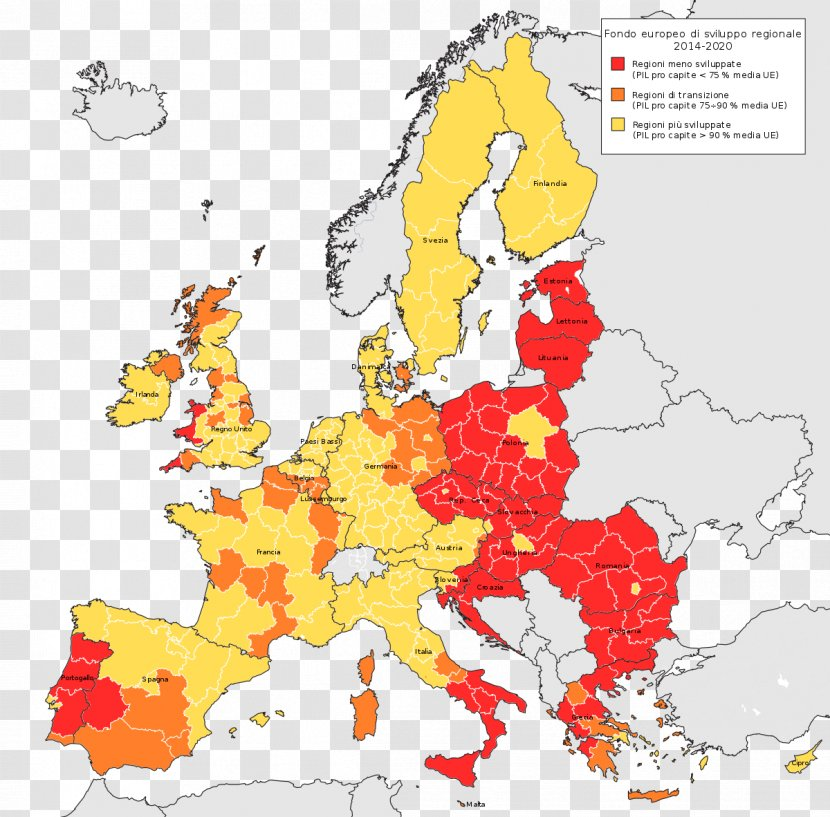 Fondo europeo di sviluppo regionale
2014-2020
Regioni meno sviluppate
(PIL pro capite < 75 % media UE)
Regioni di transizione
(PIL pro capite 75÷90 % media UE)
Regioni più sviluppate
(PIL pro capite > 90 % media UE)
Finlandia
Svezia
Estonia
Lettonia
Lituania
Danimarca
Irlanda
Regno Unito
Paesi Bassi
Polonia
Germania
Belgio
Lussemburgo
Rep. Ceca
Slovacchia
Francia
Austria
Ungheria
Romania
Slovenia
Croazia
Bulgaria
Italia
Portogallo
Spagna
Grecia
Cipro
Malta